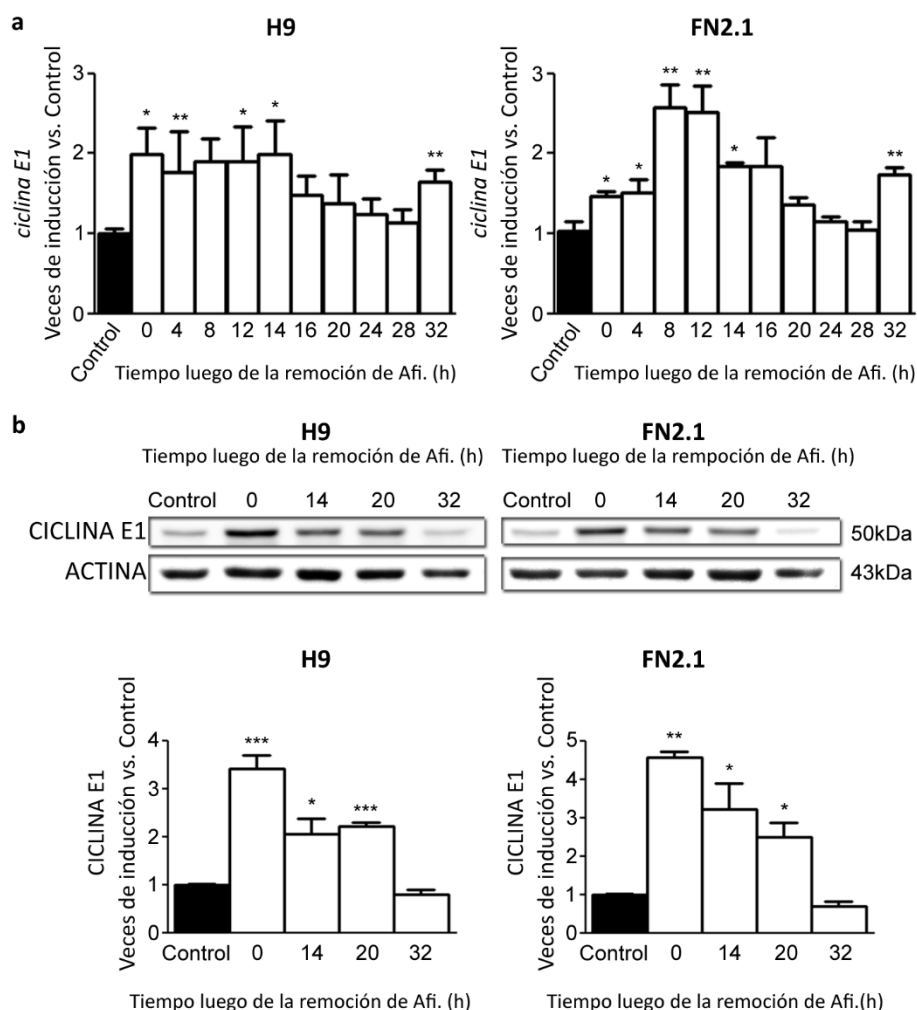 a
H9
FN2.1
ciclina E1
Veces de inducción vs. Control
3
2
1
0
* ** * * **
Control 0 4 8 12 14 16 20 24 28 32
Tiempo luego de la remoción de Afi. (h)
ciclina E1
Veces de inducción vs. Control
3
2
1
0
* * ** ** * **
Control 0 4 8 12 14 16 20 24 28 32
Tiempo luego de la remoción de Afi. (h)
b
H9
Tiempo luego de la remoción de Afi. (h)
Control 0 14 20 32
FN2.1
Tiempo luego de la rempoción de Afi. (h)
Control 0 14 20 32
CICLINA E1
50kDa
ACTINA
43kDa
H9
CICLINA E1
Veces de inducción vs. Control
4
3
2
1
0
*** * ***
Control 0 14 20 32
Tiempo luego de la remoción de Afi. (h)
FN2.1
CICLINA E1
Veces de inducción vs. Control
5
4
3
2
1
0
** * *
Control 0 14 20 32
Tiempo luego de la remoción de Afi.(h)